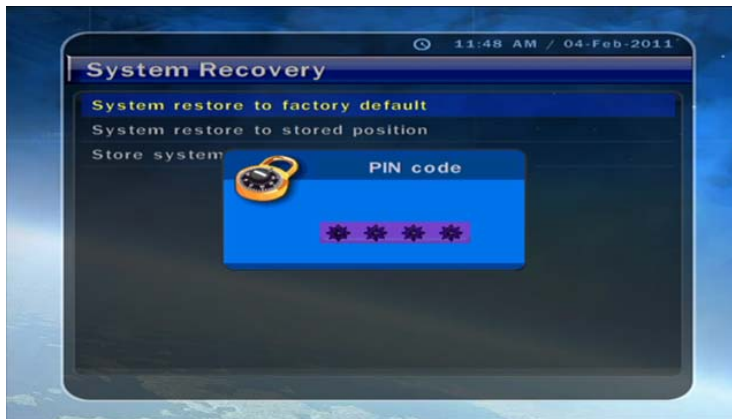 11:48 AM / 04-Feb-2011
System Recovery
System restore to factory default
System restore to stored position
Store system
PIN code